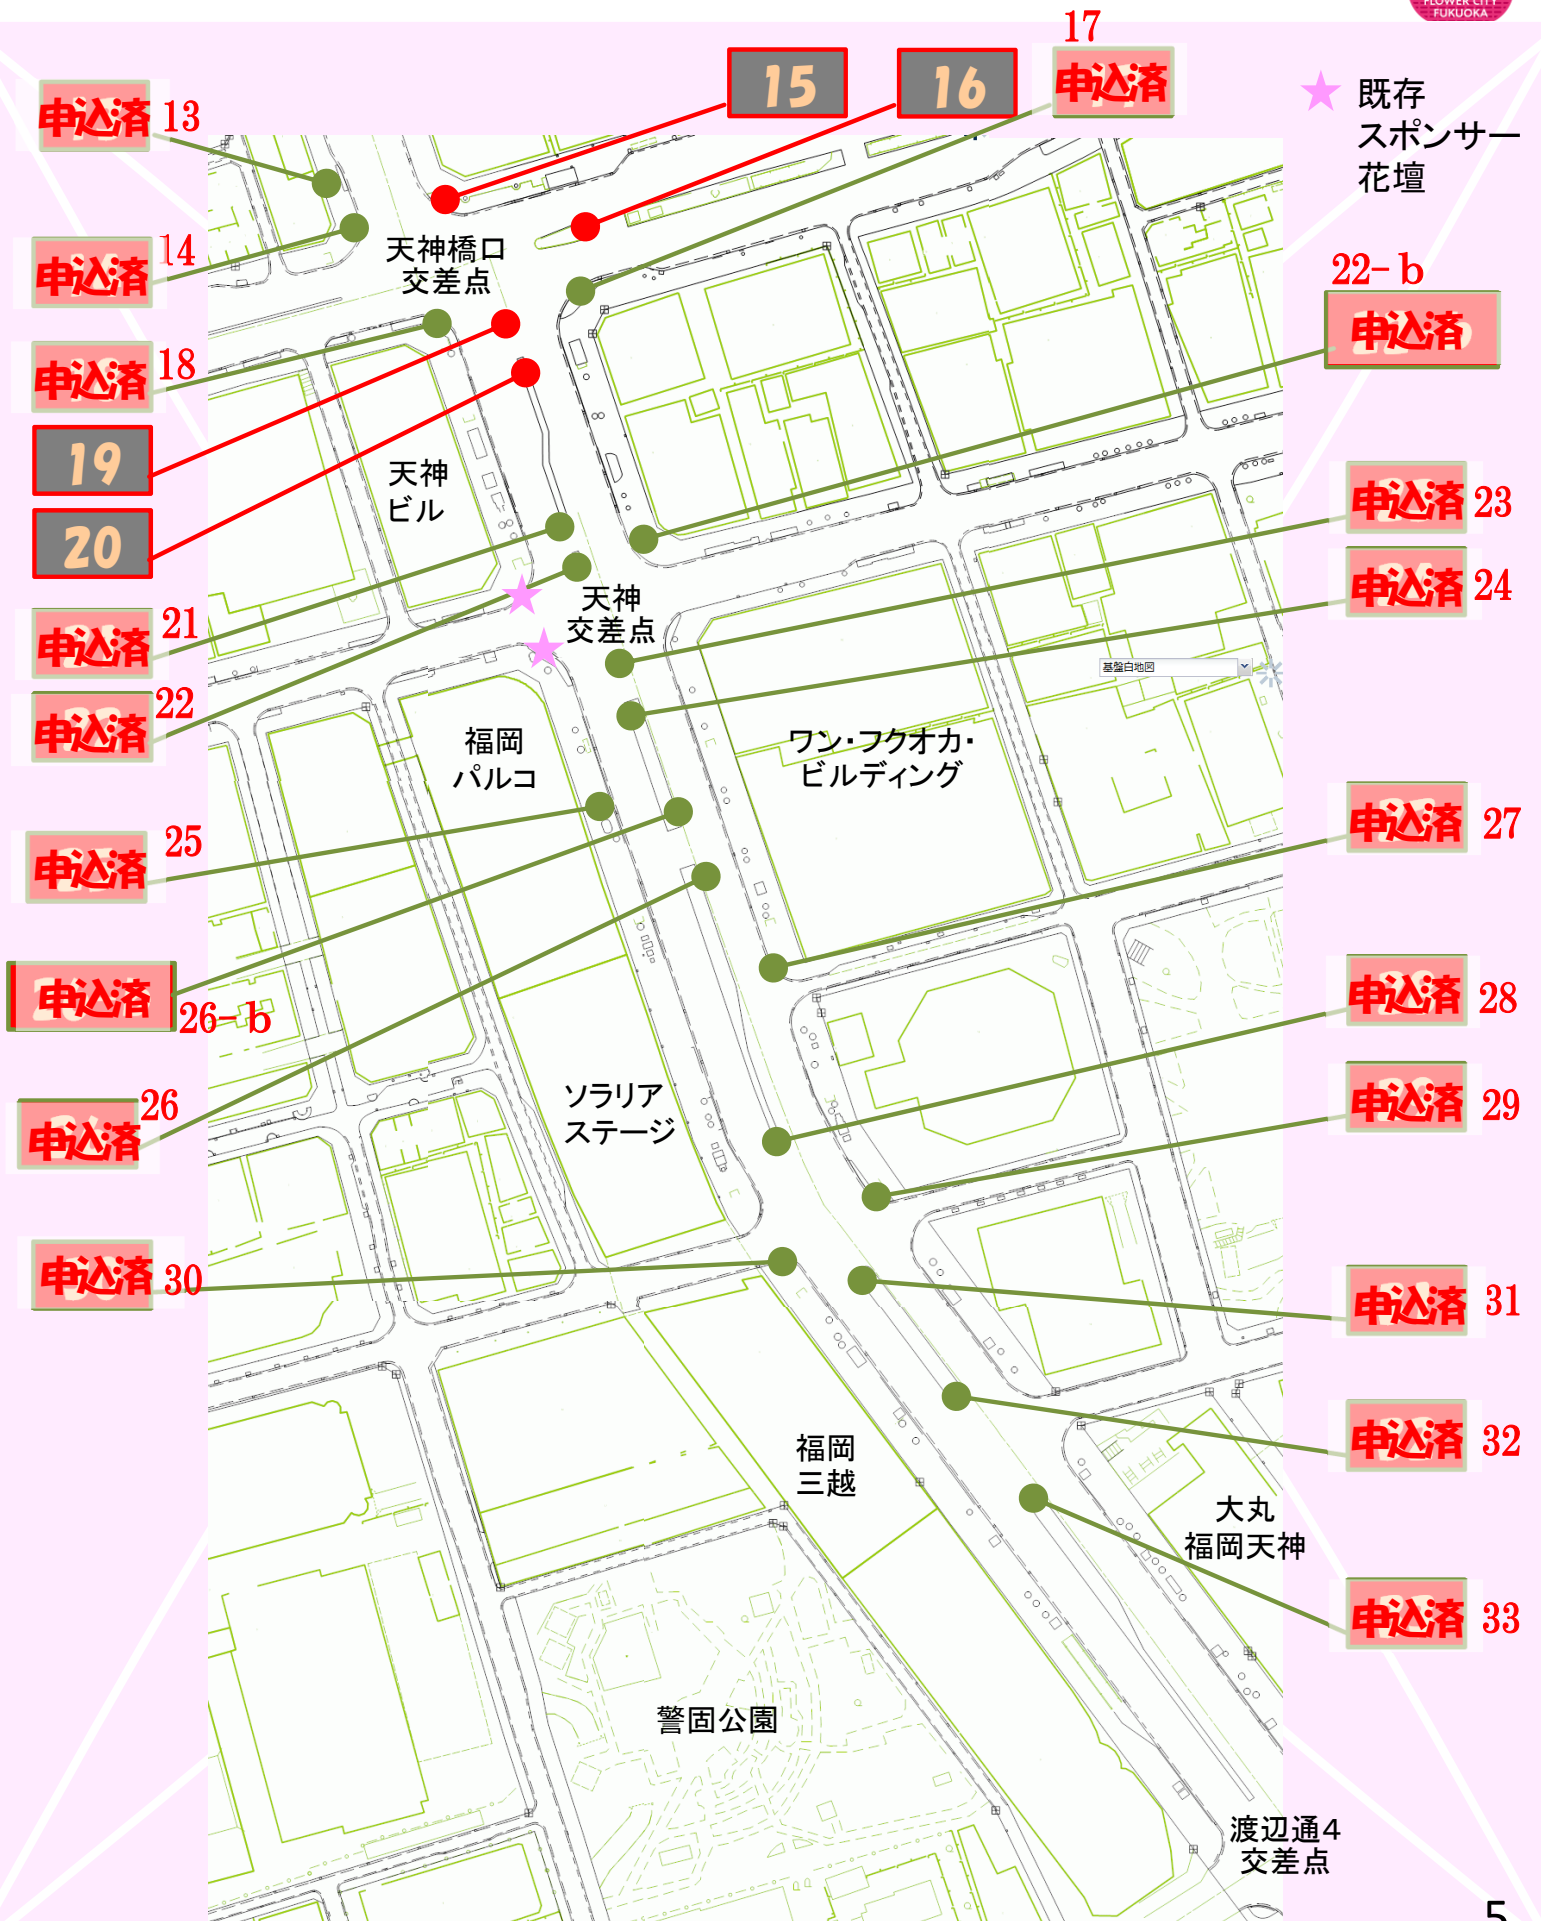 FLOWER CITY
FUKUOKA
17
15
16
申込済
申込済 13
★ 既存
スポンサー
花壇
14
申込済
天神橋口
交差点
22-b
申込済
申込済 18
19
天神
ビル
申込済 23
20
申込済 24
天神
交差点
申込済 21
基盤白地図
申込済 22
福岡
パルコ
ワン・フクオカ・
ビルディング
申込済 27
申込済 25
申込済 26-b
申込済 28
申込済 26
ソラリア
ステージ
申込済 29
申込済 30
申込済 31
申込済 32
福岡
三越
大丸
福岡天神
申込済 33
警固公園
渡辺通4
交差点
5